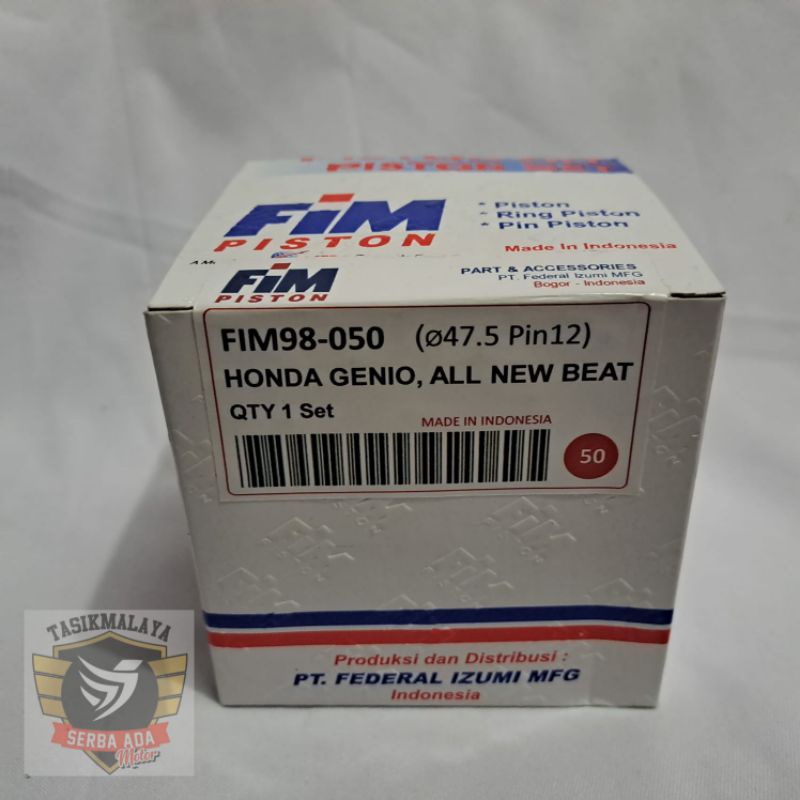 PISTON SET
FiM
PISTON
* Piston
* Ring Piston
* Pin Piston
Made In Indonesia
FiM
PISTON
PART & ACCESSORIES
PT. Federal Izumi MFG
Bogor - Indonesia
FIM98-050 (ø47.5 Pin12)
HONDA GENIO, ALL NEW BEAT
QTY 1 Set
MADE IN INDONESIA
50
Produksi dan Distribusi :
PT. FEDERAL IZUMI MFG
Indonesia
TASIKMALAYA
SERBA ADA
Motor